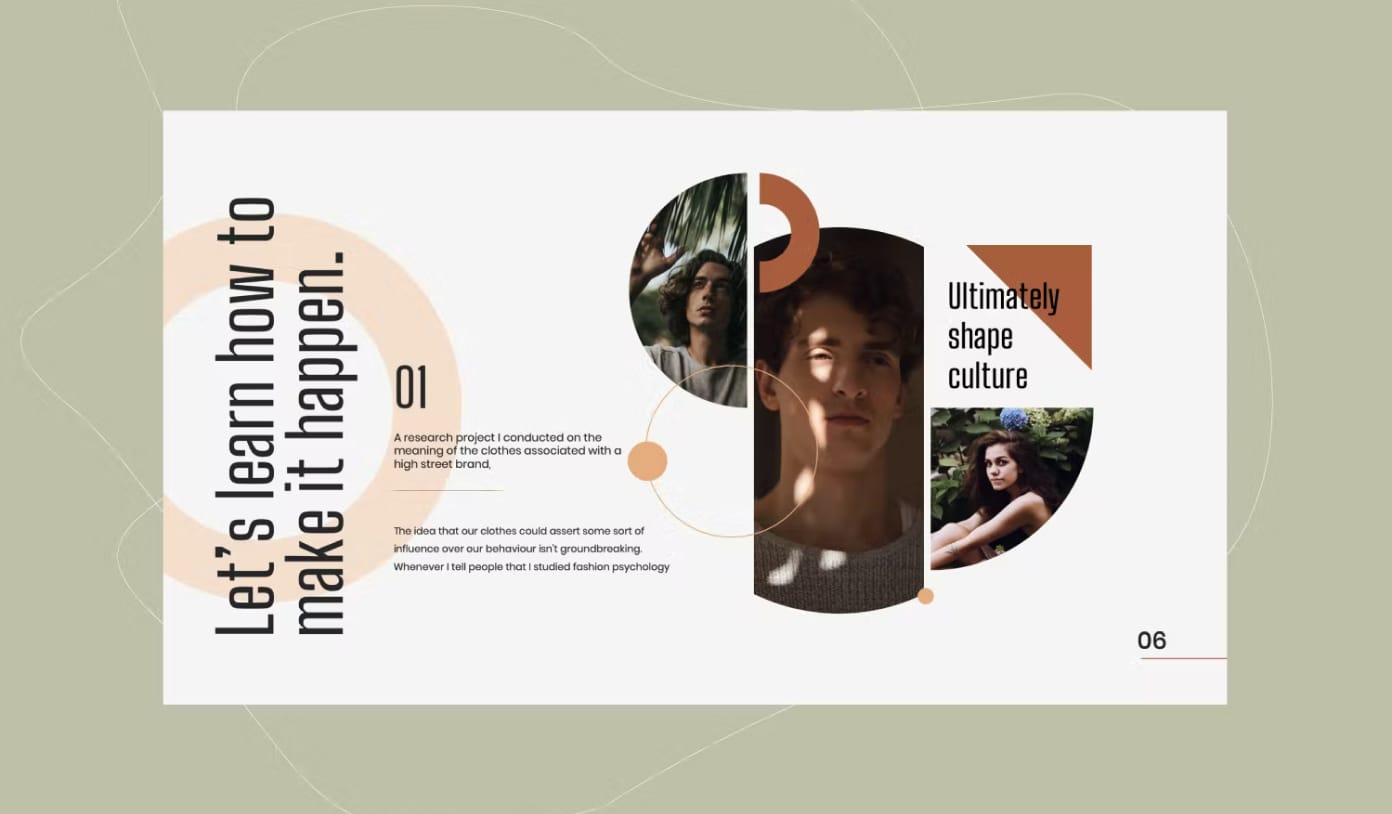 Let's learn how to
make it happen.
01
A research project I conducted on the
meaning of the clothes associated with a
high street brand,
The idea that our clothes could assert some sort of
influence over our behaviour isn't groundbreaking.
Whenever I tell people that I studied fashion psychology
Ultimately
shape
culture
06